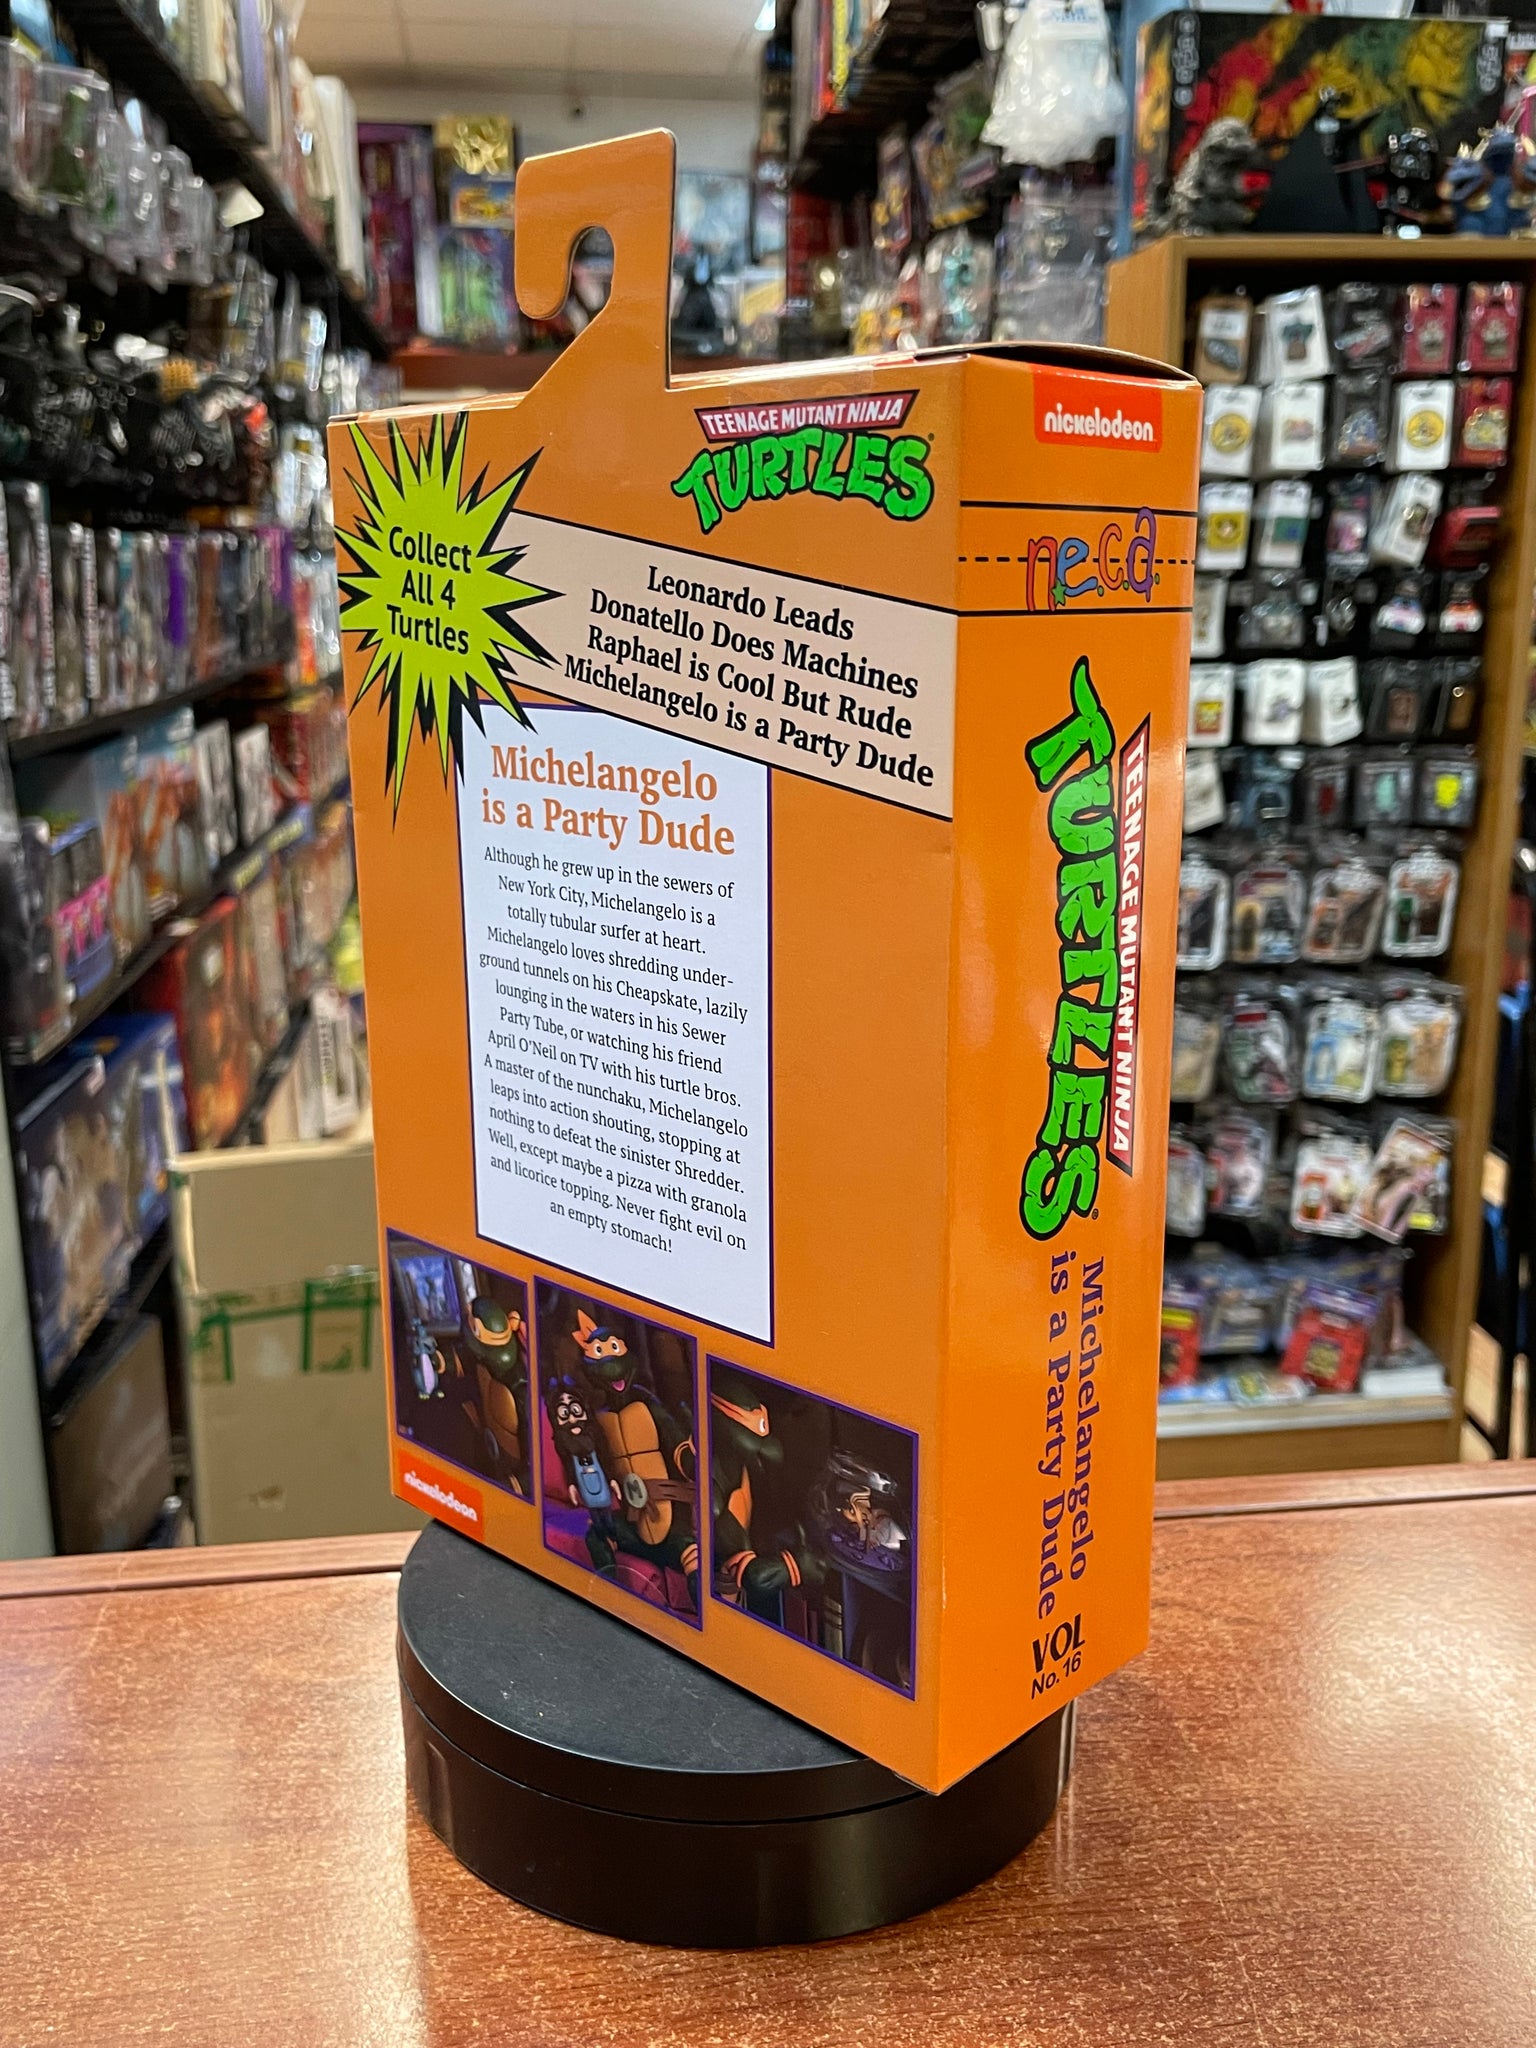 TEENAGE MUTANT NINJA
TURTLES
Collect
All 4
Turtles
Leonardo Leads
Donatello Does Machines
Raphael is Cool But Rude
Michelangelo is a Party Dude
Michelangelo
is a Party Dude
Although he grew up in the sewers of
New York City, Michelangelo is a
totally tubular surfer at heart.
Michelangelo loves shredding under-
ground tunnels on his Cheapskate, lazily
lounging in the waters in his Sewer
Party Tube, or watching his friend
April O'Neil on TV with his turtle bros.
A master of the nunchaku, Michelangelo
leaps into action shouting, stopping at
nothing to defeat the sinister Shredder.
Well, except maybe a pizza with granola
and licorice topping. Never fight evil on
an empty stomach!
M
nickelodeon
nickelodeon
n.e.c.a.
TEENAGE MUTANT NINJA
TURTLES
Michelangelo
is a Party Dude
VOL
No. 16